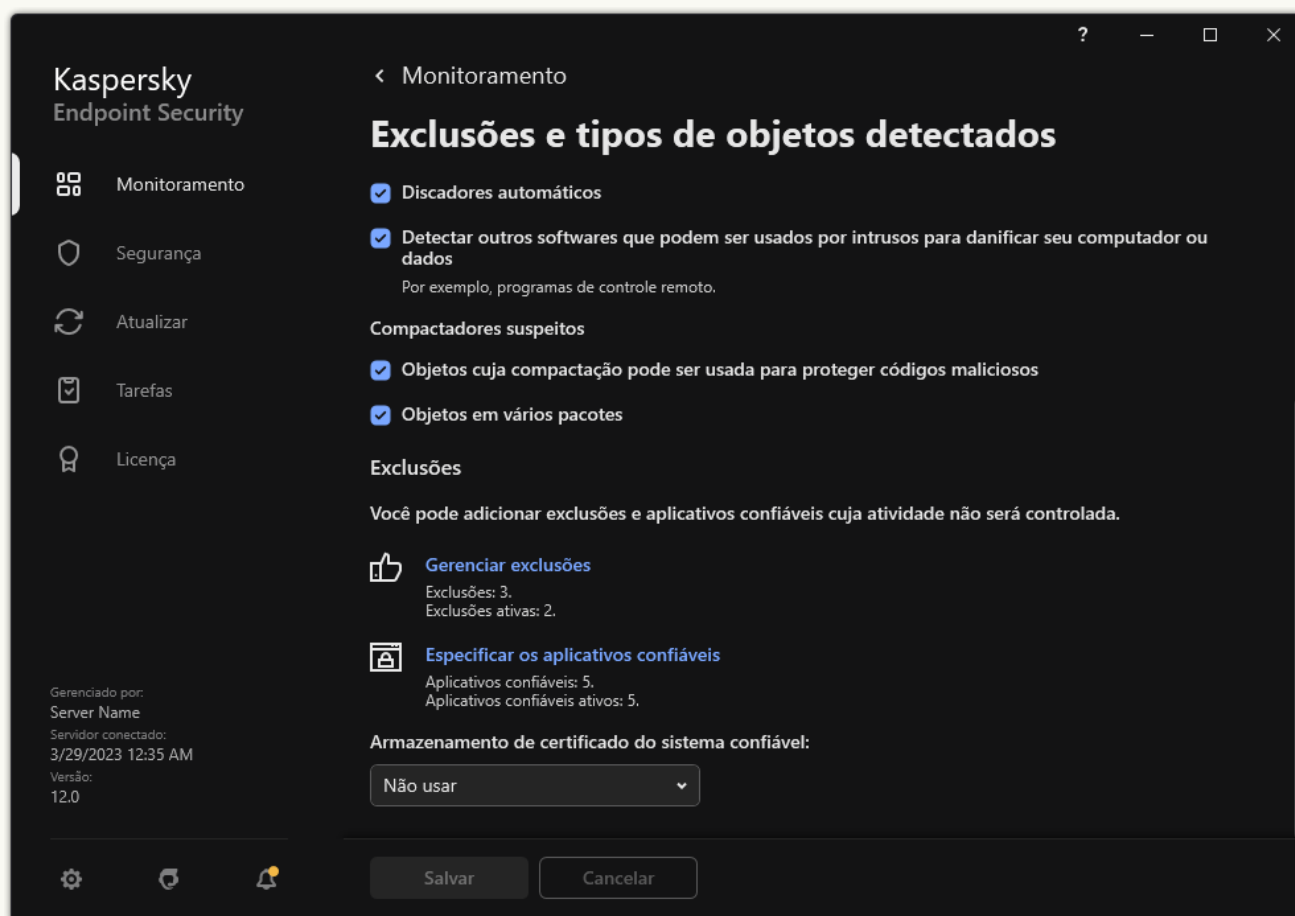 ?
Kaspersky
Endpoint Security
Monitoramento
Segurança
Atualizar
Tarefas
Licença
Gerenciado por:
Server Name
Servidor conectado:
3/29/2023 12:35 AM
Versão:
12.0
Monitoramento
Exclusões e tipos de objetos detectados
Discadores automáticos
Detectar outros softwares que podem ser usados por intrusos para danificar seu computador ou
dados
Por exemplo, programas de controle remoto.
Compactadores suspeitos
Objetos cuja compactação pode ser usada para proteger códigos maliciosos
Objetos em vários pacotes
Exclusões
Você pode adicionar exclusões e aplicativos confiáveis cuja atividade não será controlada.
Gerenciar exclusões
Exclusões: 3.
Exclusões ativas: 2.
Especificar os aplicativos confiáveis
Aplicativos confiáveis: 5.
Aplicativos confiáveis ativos: 5.
Armazenamento de certificado do sistema confiável:
Não usar
Salvar
Cancelar